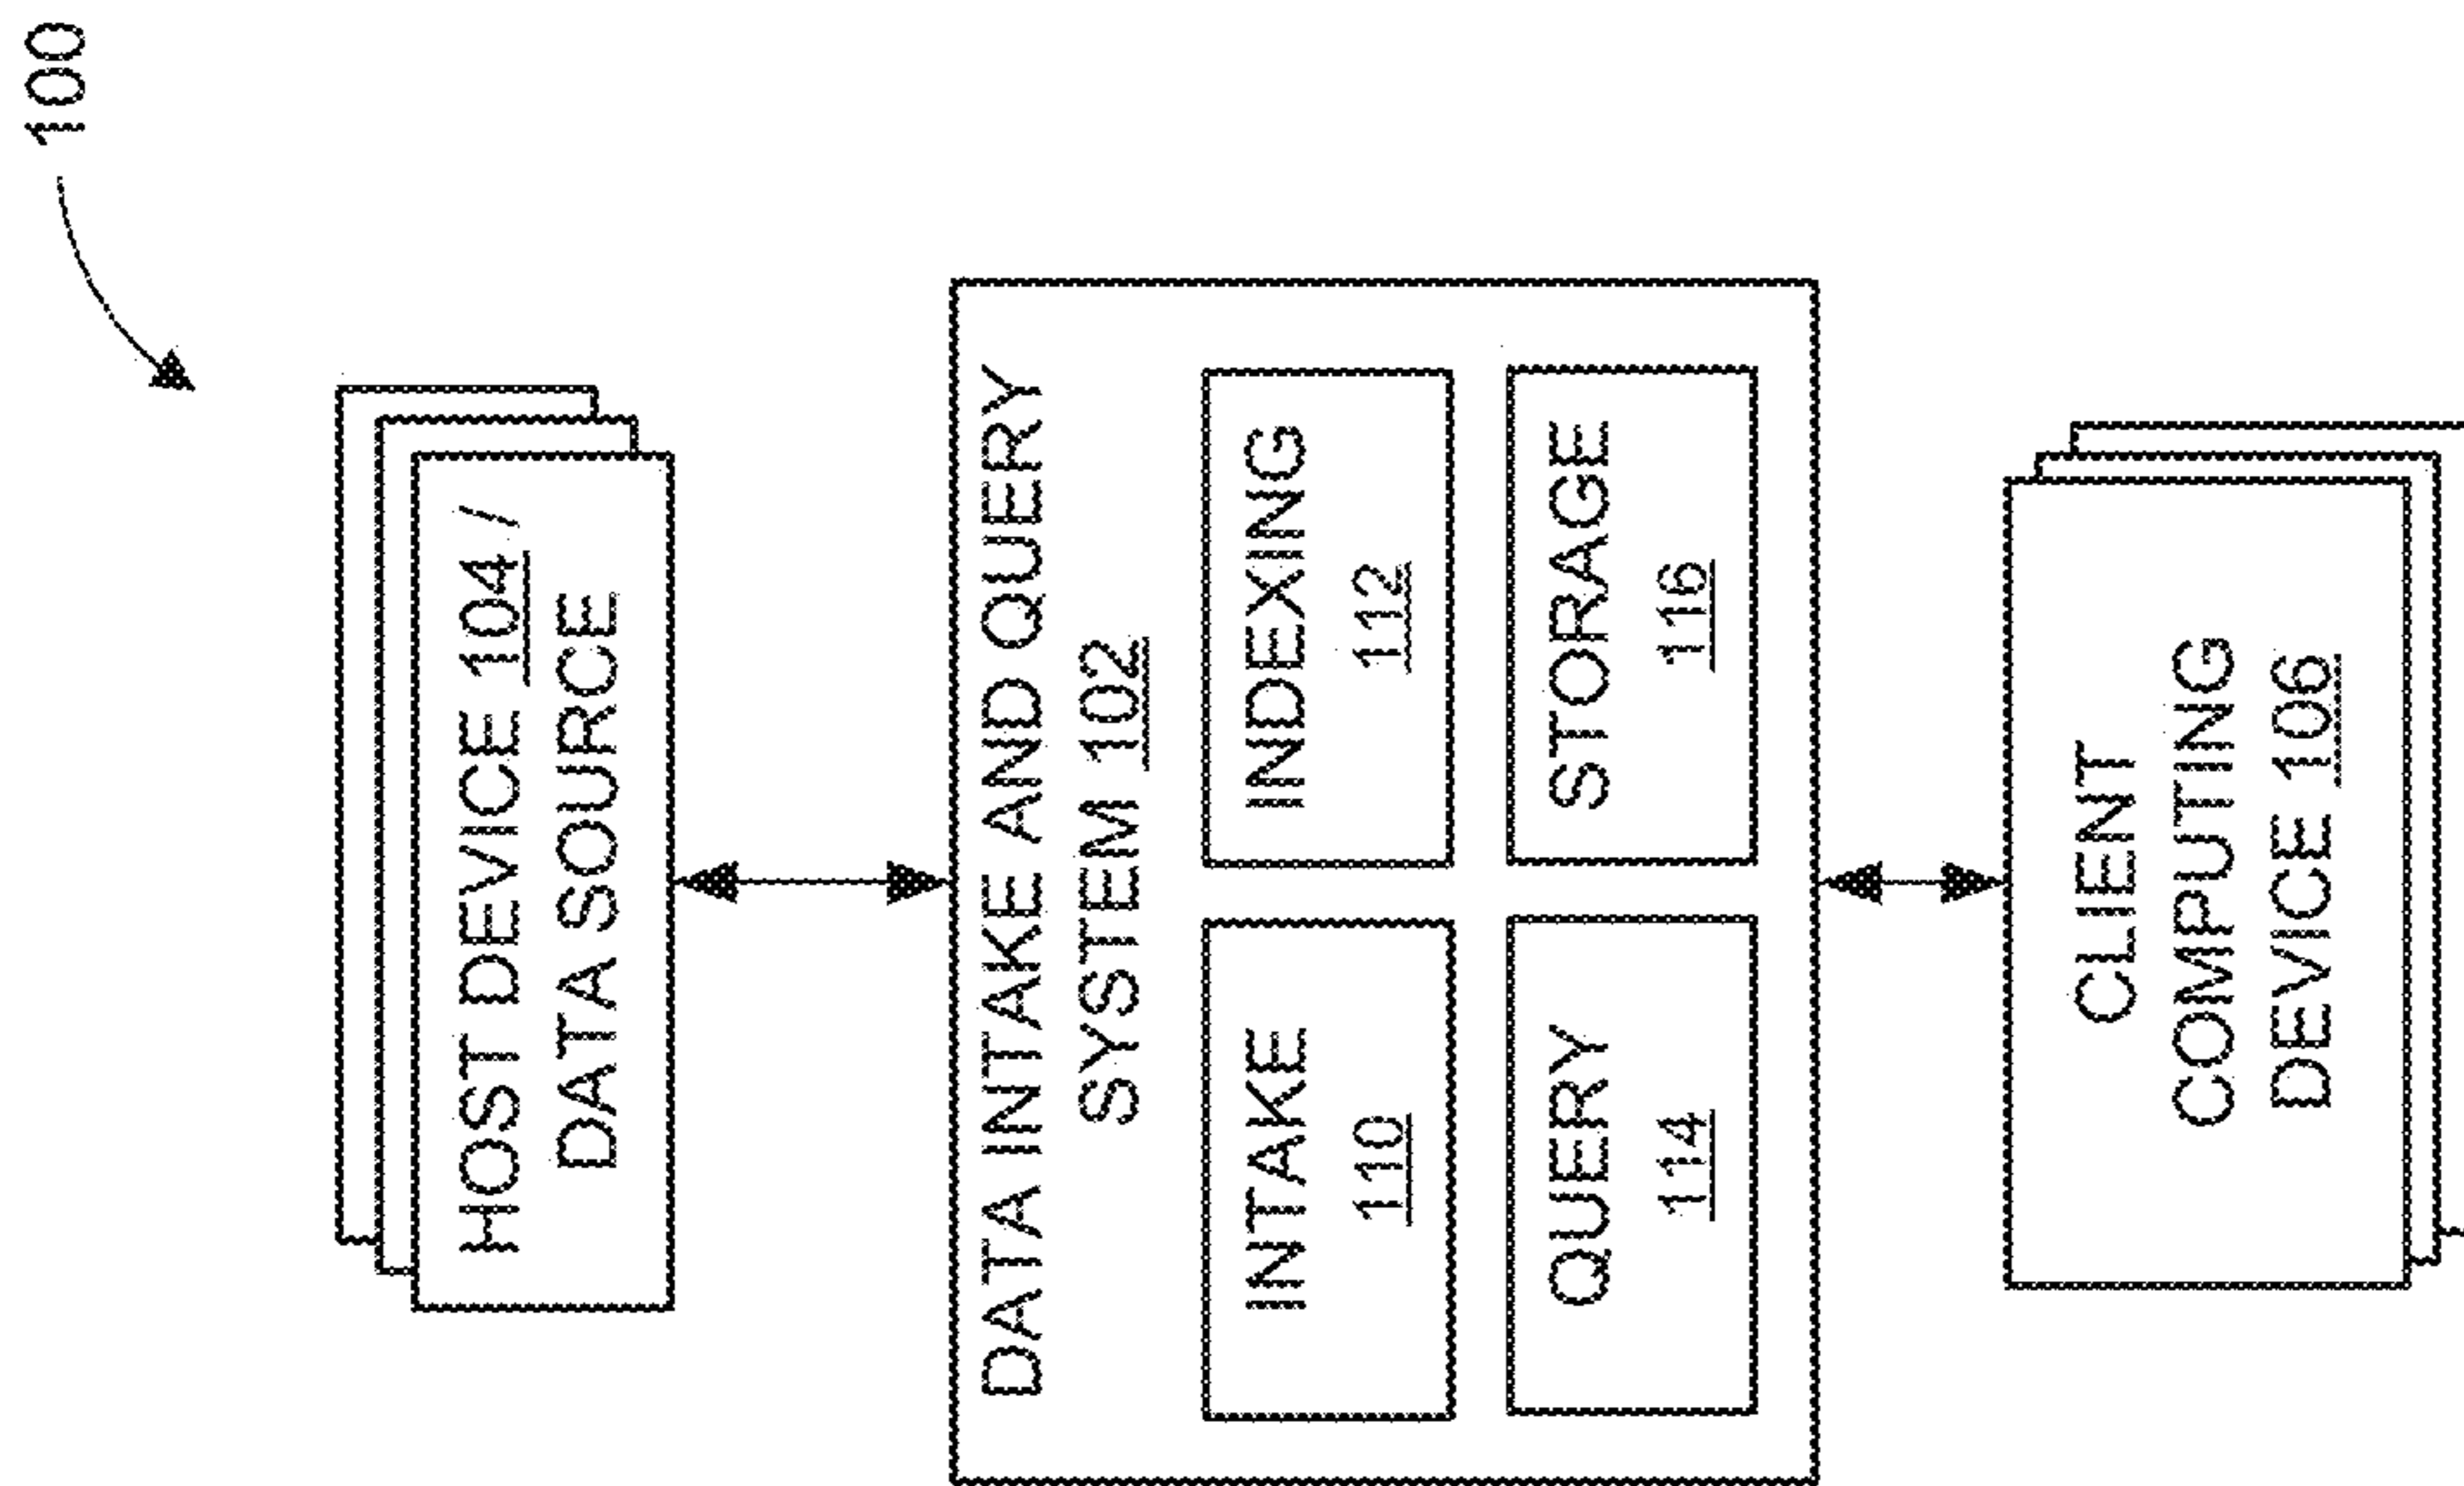 100
HOST DEVICE 104 /
DATA SOURCE
DATA INTAKE AND QUERY
SYSTEM 102
INTAKE
110
INDEXING
112
QUERY
114
STORAGE
116
CLIENT
COMPUTING
DEVICE 106